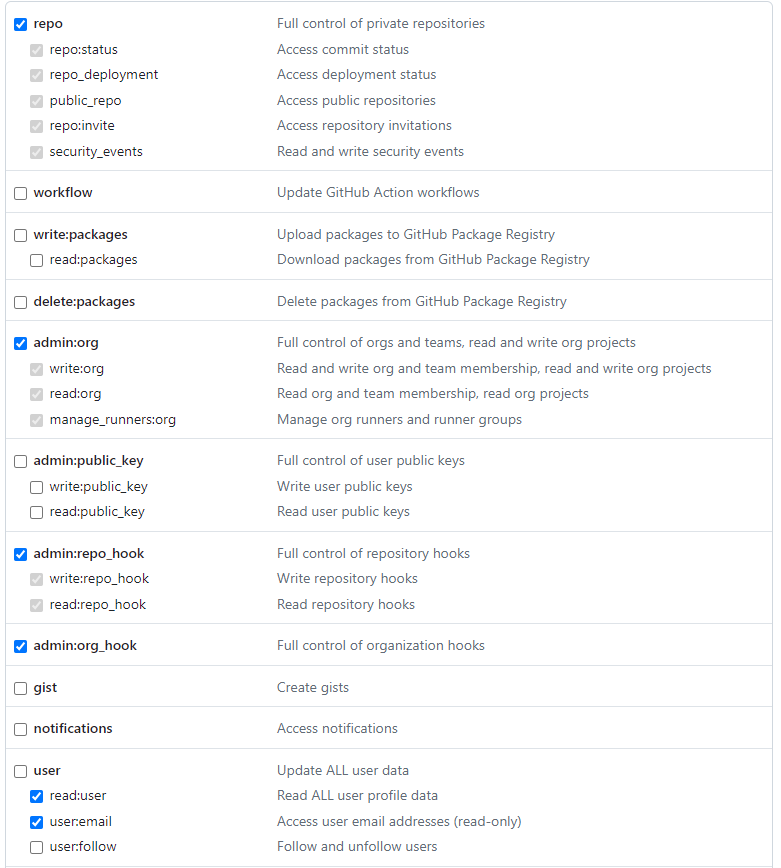 repo Full control of private repositories
repo:status Access commit status
repo_deployment Access deployment status
public_repo Access public repositories
repo:invite Access repository invitations
security_events Read and write security events
workflow Update GitHub Action workflows
write:packages Upload packages to GitHub Package Registry
read:packages Download packages from GitHub Package Registry
delete:packages Delete packages from GitHub Package Registry
admin:org Full control of orgs and teams, read and write org projects
write:org Read and write org and team membership, read and write org projects
read:org Read org and team membership, read org projects
manage_runners:org Manage org runners and runner groups
admin:public_key Full control of user public keys
write:public_key Write user public keys
read:public_key Read user public keys
admin:repo_hook Full control of repository hooks
write:repo_hook Write repository hooks
read:repo_hook Read repository hooks
admin:org_hook Full control of organization hooks
gist Create gists
notifications Access notifications
user Update ALL user data
read:user Read ALL user profile data
user:email Access user email addresses (read-only)
user:follow Follow and unfollow users